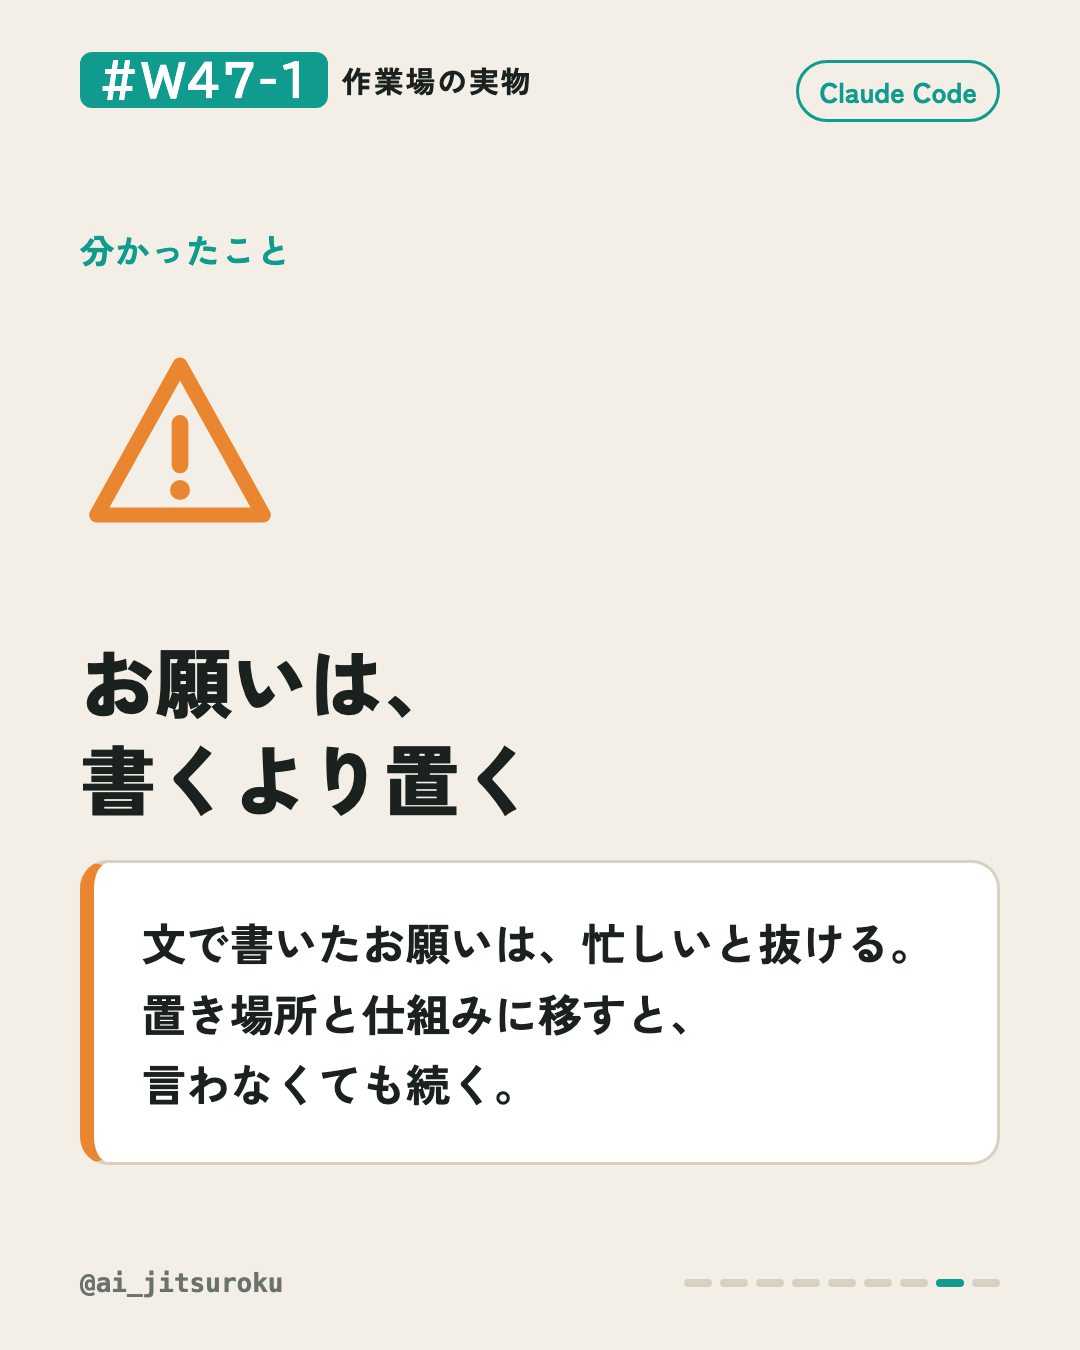 #W47-1 作業場の実物
Claude Code
分かったこと
お願いは、
書くより置く
文で書いたお願いは、忙しいと抜ける。
置き場所と仕組みに移すと、
言わなくても続く。
@ai_jitsuroku